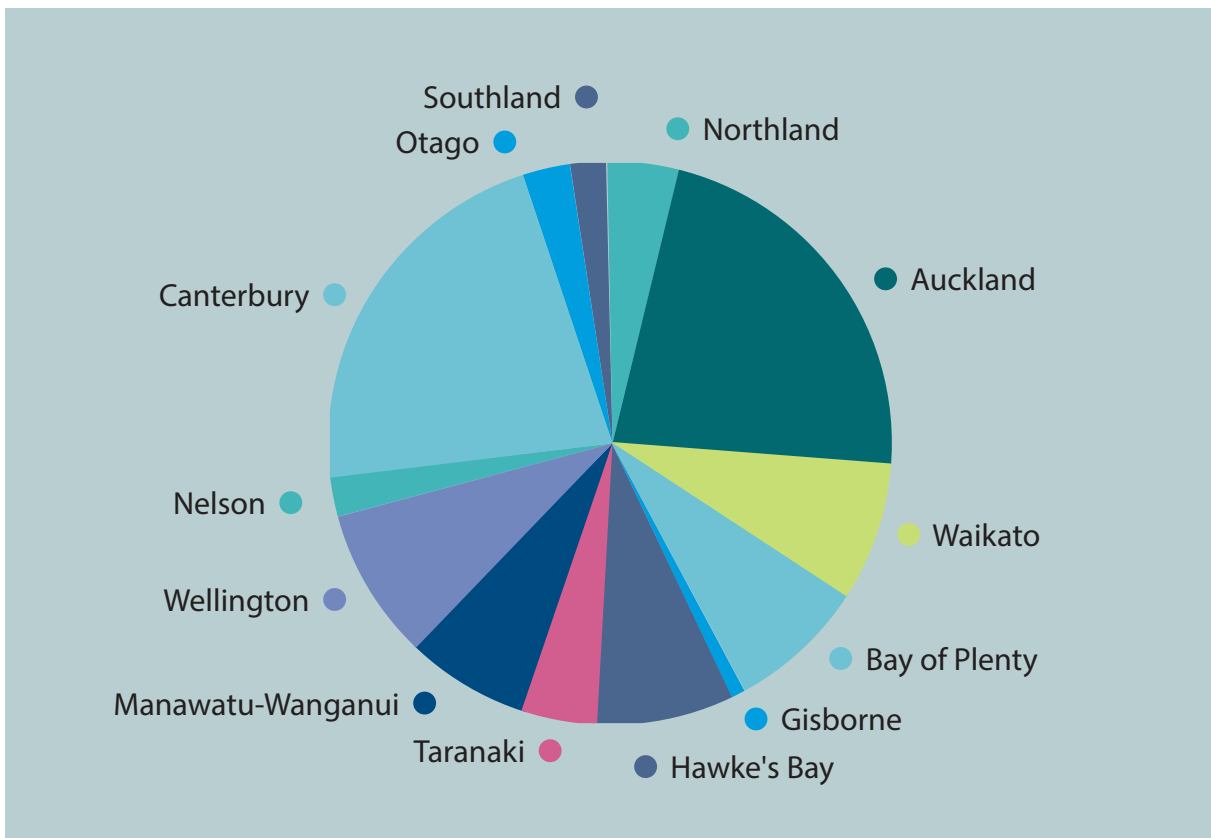 Southland
Northland
Otago
Auckland
Canterbury
Nelson
Waikato
Wellington
Bay of Plenty
Manawatu-Wanganui
Gisborne
Taranaki
Hawke's Bay